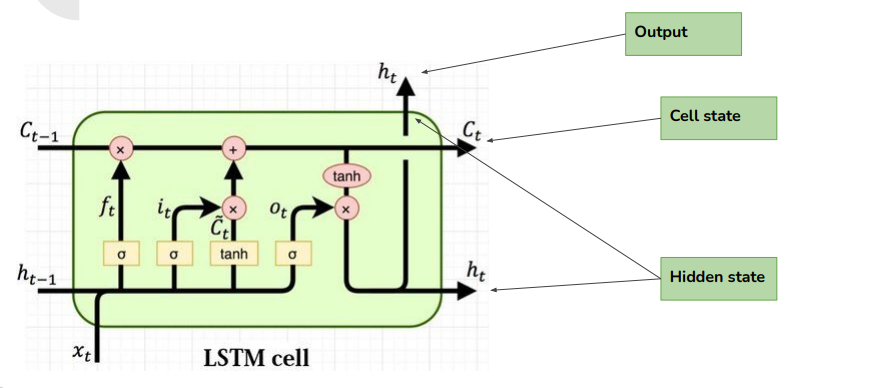 Output
h_t
C_{t-1}
C_t
Cell state
×
+
tanh
f_t
i_t
×
o_t
×
C̃_t
σ
σ
tanh
σ
h_{t-1}
h_t
Hidden state
x_t
LSTM cell